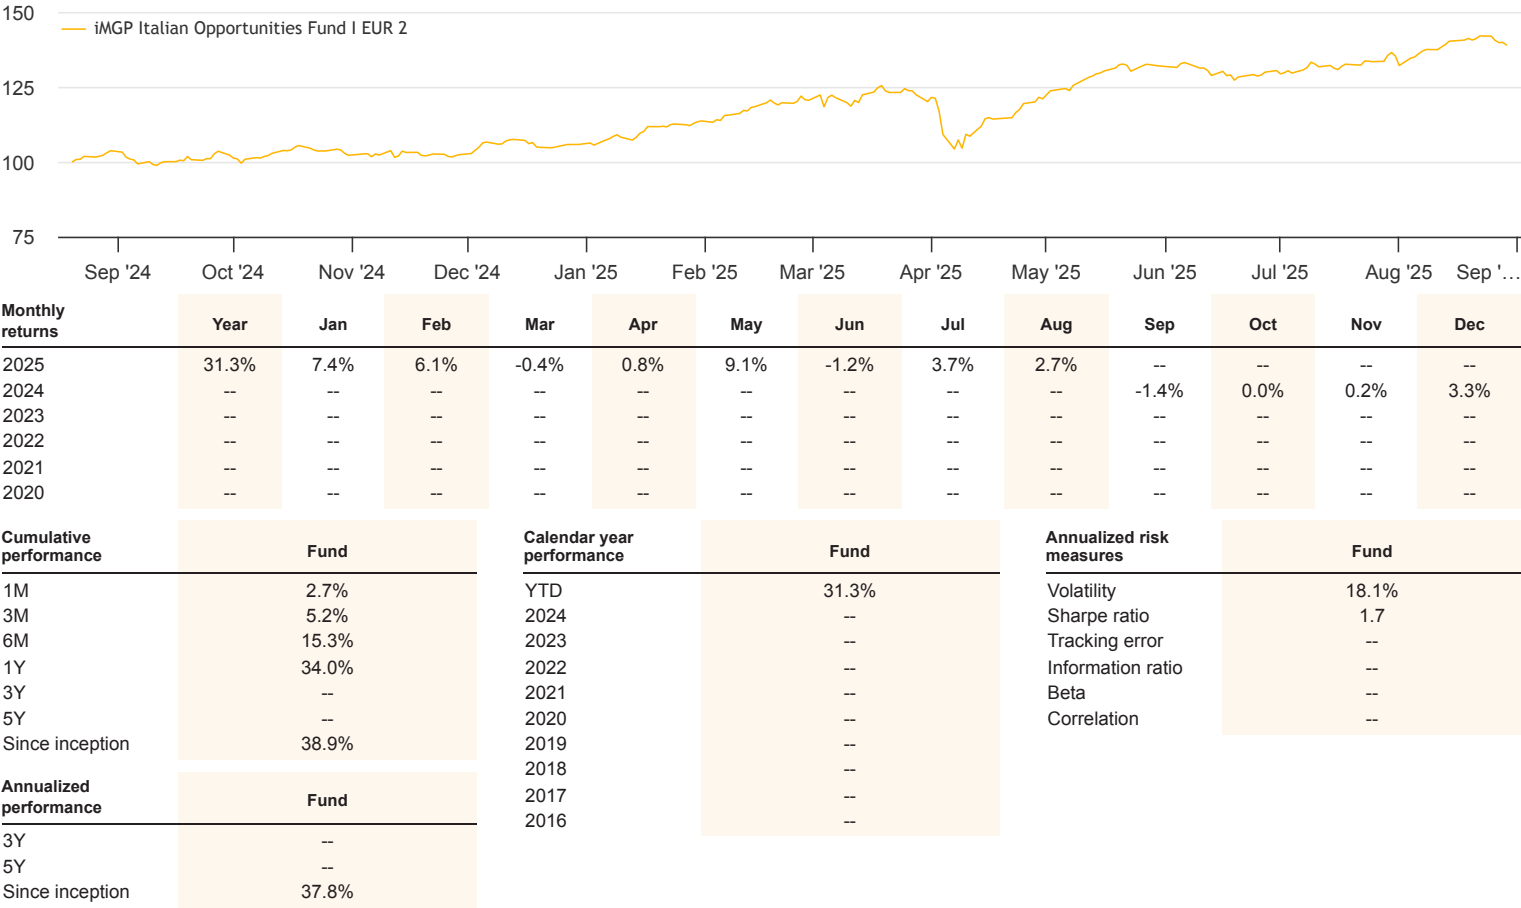 150
iMGP Italian Opportunities Fund I EUR 2
125
100
75
Sep '24 Oct '24 Nov '24 Dec '24 Jan '25 Feb '25 Mar '25 Apr '25 May '25 Jun '25 Jul '25 Aug '25 Sep '...
Monthly returns Year Jan Feb Mar Apr May Jun Jul Aug Sep Oct Nov Dec
2025 31.3% 7.4% 6.1% -0.4% 0.8% 9.1% -1.2% 3.7% 2.7% -- -- -- --
2024 -- -- -- -- -- -- -- -- -- -1.4% 0.0% 0.2% 3.3%
2023 -- -- -- -- -- -- -- -- -- -- -- -- --
2022 -- -- -- -- -- -- -- -- -- -- -- -- --
2021 -- -- -- -- -- -- -- -- -- -- -- -- --
2020 -- -- -- -- -- -- -- -- -- -- -- -- --
Cumulative performance Fund
1M 2.7%
3M 5.2%
6M 15.3%
1Y 34.0%
3Y --
5Y --
Since inception 38.9%
Annualized performance Fund
3Y --
5Y --
Since inception 37.8%
Calendar year performance Fund
YTD 31.3%
2024 --
2023 --
2022 --
2021 --
2020 --
2019 --
2018 --
2017 --
2016 --
Annualized risk measures Fund
Volatility 18.1%
Sharpe ratio 1.7
Tracking error --
Information ratio --
Beta --
Correlation --